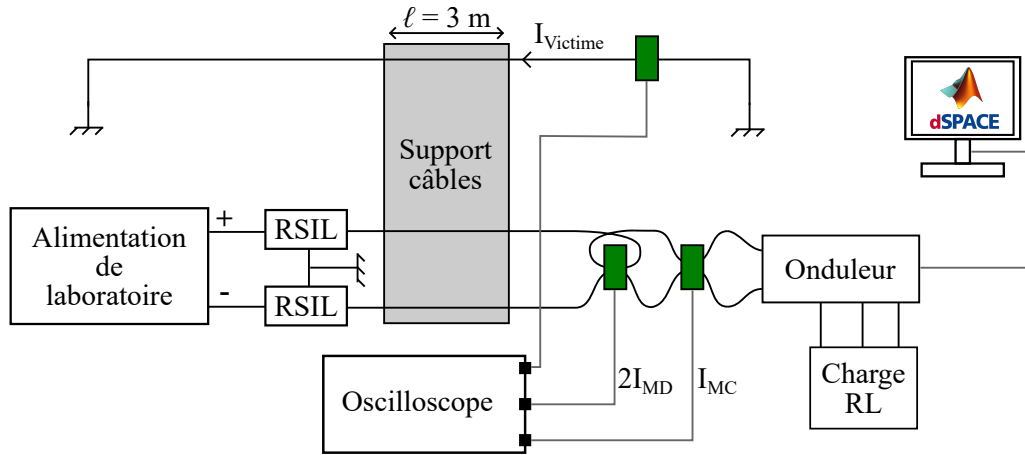 ℓ = 3 m
I_Victime
dSPACE
Support
câbles
+
RSIL
Alimentation
de
laboratoire
-
RSIL
Onduleur
2I_MD
I_MC
Oscilloscope
Charge
RL